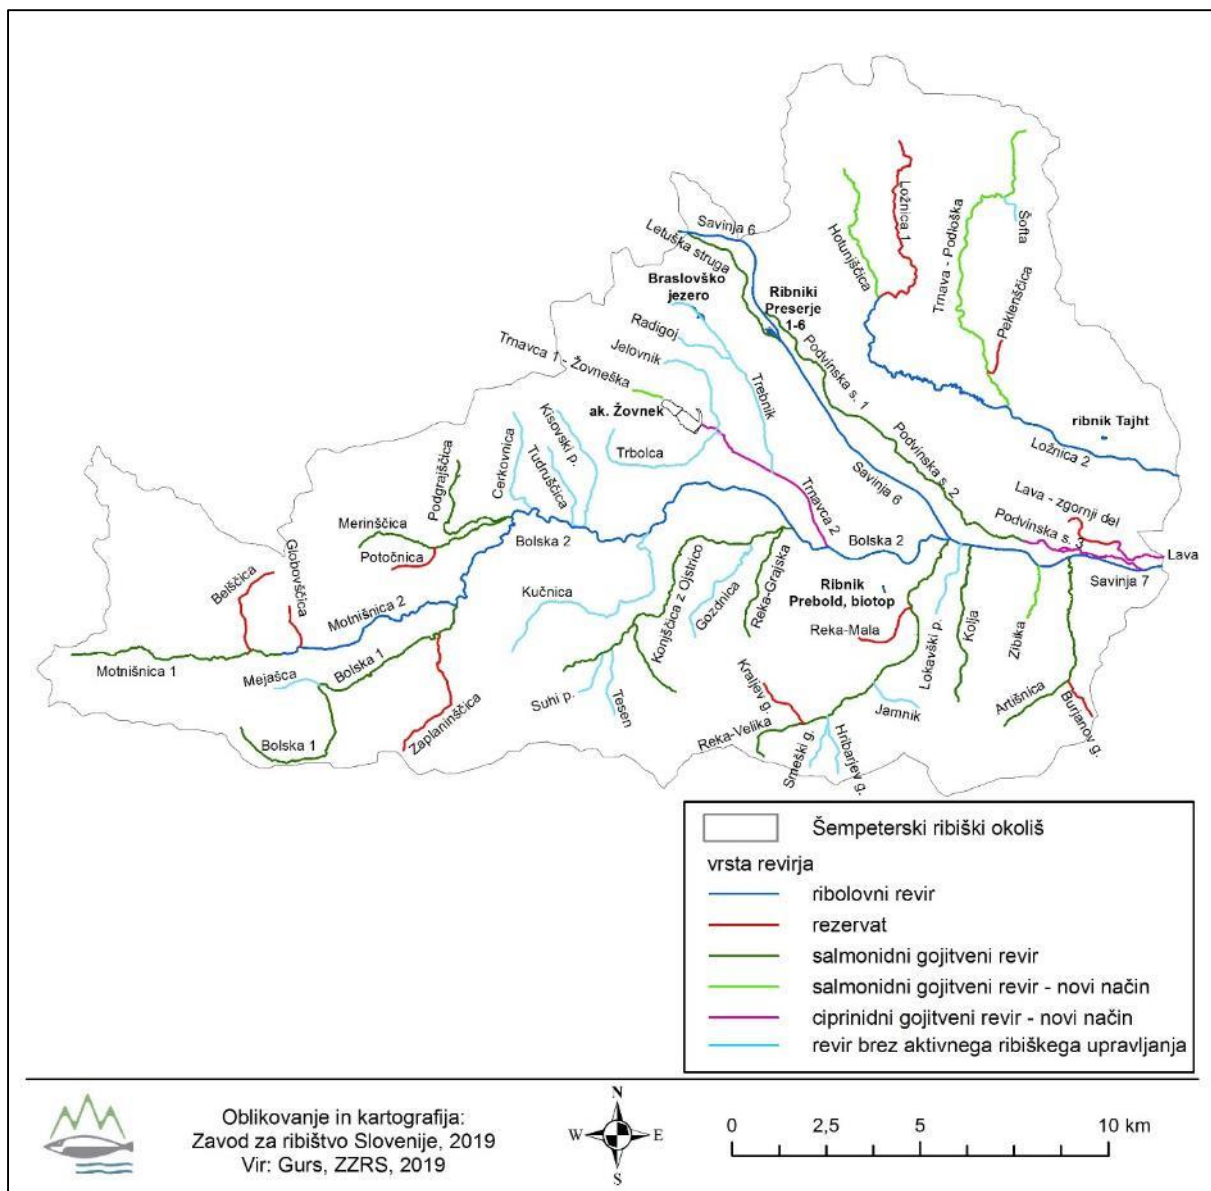 Savinja 6
Letuška struga
Braslovško
jezero
Ribniki
Preserje
1-6
Hotunjščica
Ložnica 1
Trnava - Podloška
Šofta
Peklenščica
Radigoj
Jelovnik
Trnavca 1 - Žovneška
Trebnik
Podvinska s. 1
ak. Žovnek
Kisovski p.
Tudruščica
Cerkovnica
Trbolca
ribnik Tajht
Ložnica 2
Podvinska s. 2
Savinja 6
Lava - zgornji del
Podgrajščica
Merinščica
Potočnica
Bolska 2
Trnavca 2
Bolska 2
Podvinska s. 3
Lava
Savinja 7
Belščica
Globovščica
Motnišnica 2
Kučnica
Konjščica z Ojstrico
Gozdnica
Reka-Grajska
Ribnik
Prebold, biotop
Reka-Mala
Lokavški p.
Kolja
Zibika
Motnišnica 1
Mejašca
Bolska 1
Bolska 1
Zaplaninščica
Suhi p.
Tesen
Kraljev g.
Reka-Velika
Smeški g.
Hribarjev g.
Jamnik
Artišnica
Burjanov g.
Šempeterski ribiški okoliš
vrsta revirja
ribolovni revir
rezervat
salmonidni gojitveni revir
salmonidni gojitveni revir - novi način
ciprinidni gojitveni revir - novi način
revir brez aktivnega ribiškega upravljanja
Oblikovanje in kartografija:
Zavod za ribištvo Slovenije, 2019
Vir: Gurs, ZZRS, 2019
N
W
E
S
0 2,5 5 10 km